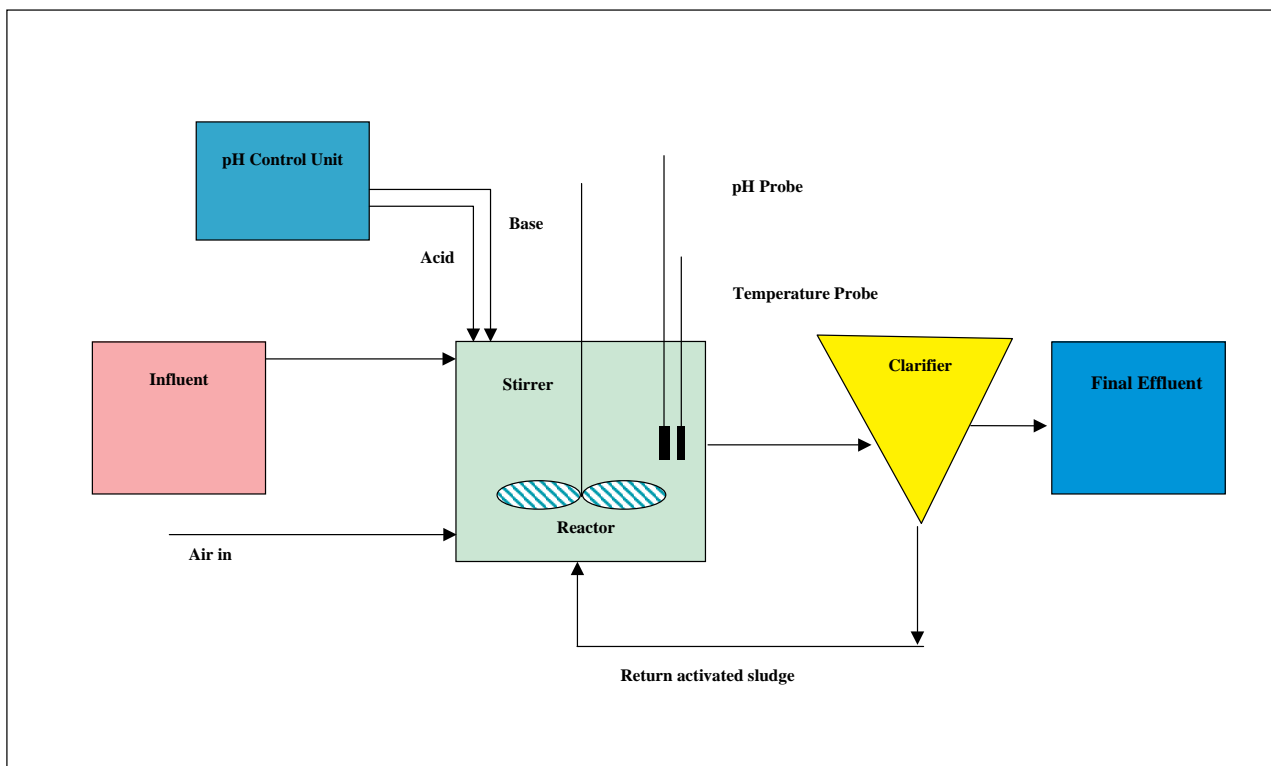 pH Control Unit
pH Probe
Base
Acid
Temperature Probe
Influent
Stirrer
Clarifier
Final Effluent
Reactor
Air in
Return activated sludge